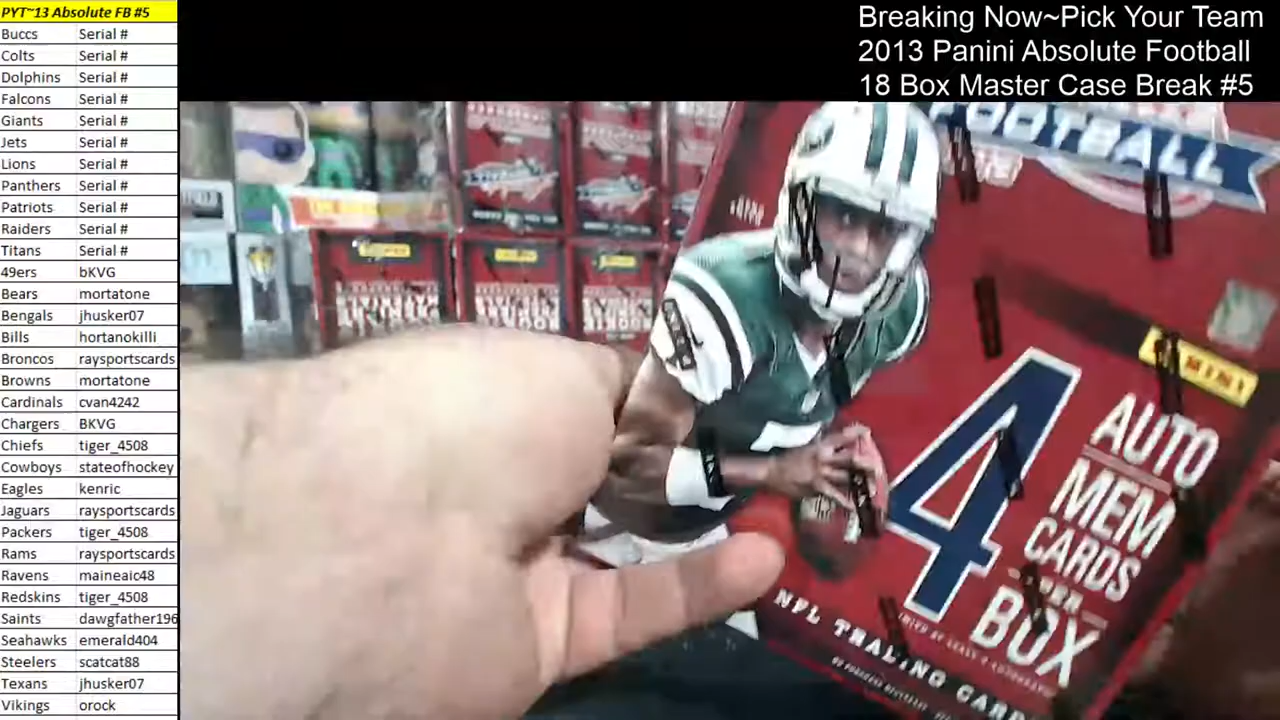 PYT~13 Absolute FB #5
Buccs Serial #
Colts Serial #
Dolphins Serial #
Falcons Serial #
Giants Serial #
Jets Serial #
Lions Serial #
Panthers Serial #
Patriots Serial #
Raiders Serial #
Titans Serial #
49ers bKVG
Bears mortatone
Bengals jhusker07
Bills hortanokilli
Broncos raysportscards
Browns mortatone
Cardinals cvan4242
Chargers BKVG
Chiefs tiger_4508
Cowboys stateofhockey
Eagles kenric
Jaguars raysportscards
Packers tiger_4508
Rams raysportscards
Ravens maineaic48
Redskins tiger_4508
Saints dawgfather196
Seahawks emerald404
Steelers scatcat88
Texans jhusker07
Vikings orock
Breaking Now~Pick Your Team
2013 Panini Absolute Football
18 Box Master Case Break #5
FOOTBALL
PANINI
4
AUTO
MEM
CARDS
PER
BOX
NFL TRADING CARDS